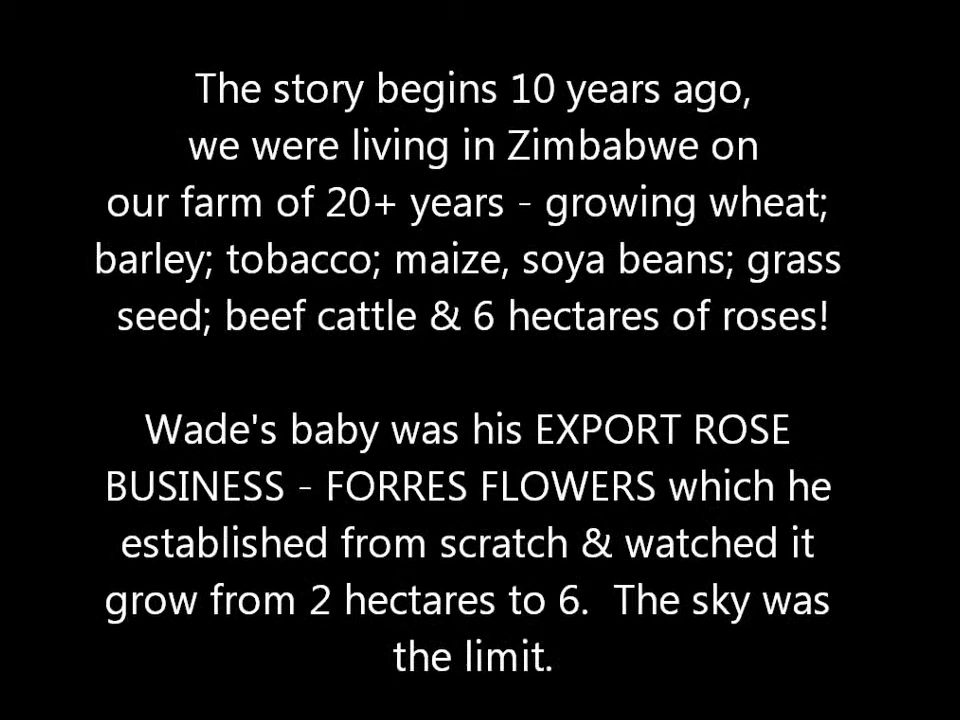 The story begins 10 years ago,
we were living in Zimbabwe on
our farm of 20+ years - growing wheat;
barley; tobacco; maize, soya beans; grass
seed; beef cattle & 6 hectares of roses!
Wade's baby was his EXPORT ROSE
BUSINESS - FORRES FLOWERS which he
established from scratch & watched it
grow from 2 hectares to 6.  The sky was
the limit.